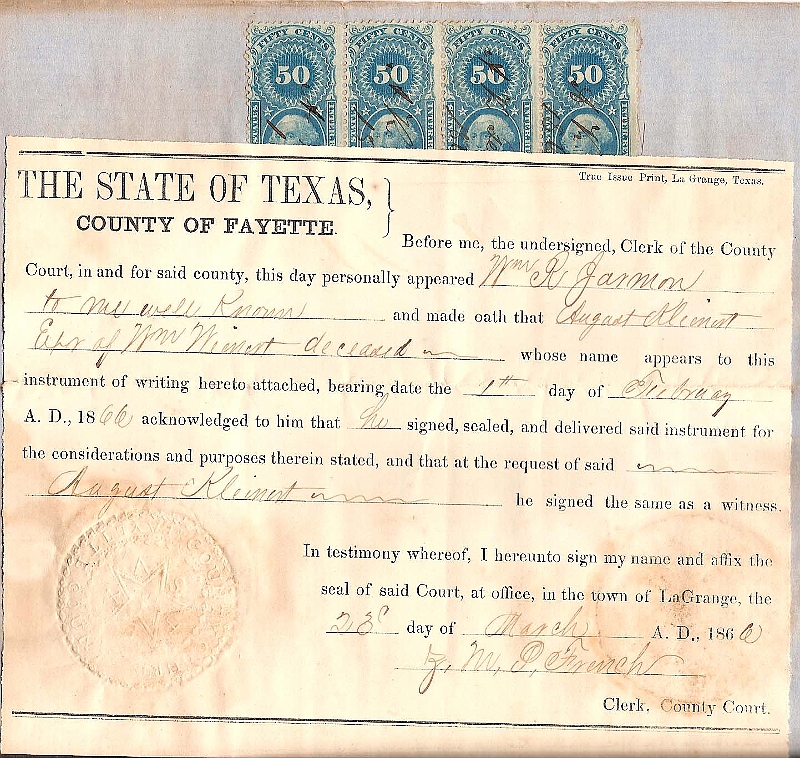 FIFTY CENTS FIFTY CENTS FIFTY CENTS FIFTY CENTS
50 50 50 50
True Issue Print, La Grange, Texas.
THE STATE OF TEXAS,
COUNTY OF FAYETTE.
Before me, the undersigned, Clerk of the County
Court, in and for said county, this day personally appeared Wm R Jarmon
to me well Known and made oath that August Kleinert
Exr of Wm Weinert deceased whose name appears to this
instrument of writing hereto attached, bearing date the 1th day of February
A. D., 1866 acknowledged to him that he signed, sealed, and delivered said instrument for
the considerations and purposes therein stated, and that at the request of said
August Kleinert he signed the same as a witness.
In testimony whereof, I hereunto sign my name and affix the
seal of said Court, at office, in the town of LaGrange, the
23d day of March A. D., 1866
Z. M. P. French
Clerk. County Court.